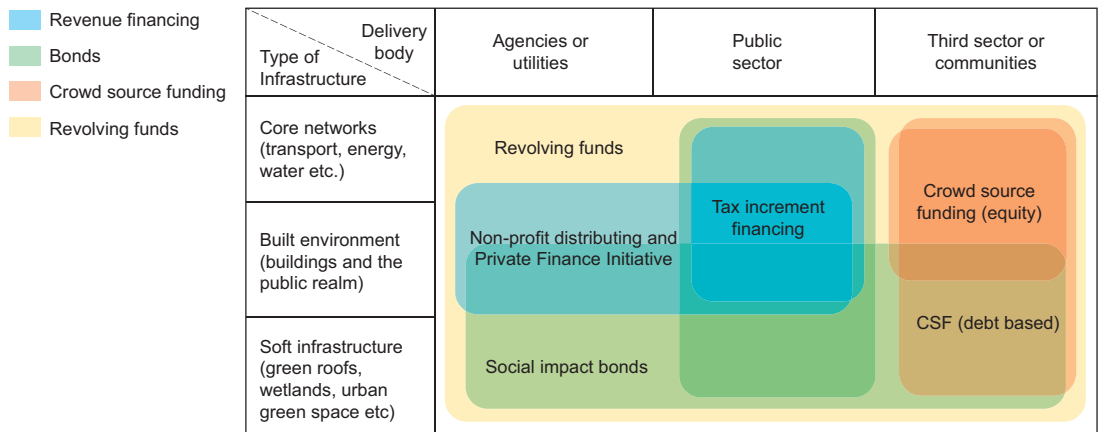 Revenue financing
Bonds
Crowd source funding
Revolving funds
Delivery
body
Type of
Infrastructure
Agencies or
utilities
Public
sector
Third sector or
communities
Core networks
(transport, energy,
water etc.)
Built environment
(buildings and the
public realm)
Soft infrastructure
(green roofs,
wetlands, urban
green space etc)
Revolving funds
Non-profit distributing and
Private Finance Initiative
Tax increment
financing
Crowd source
funding (equity)
CSF (debt based)
Social impact bonds